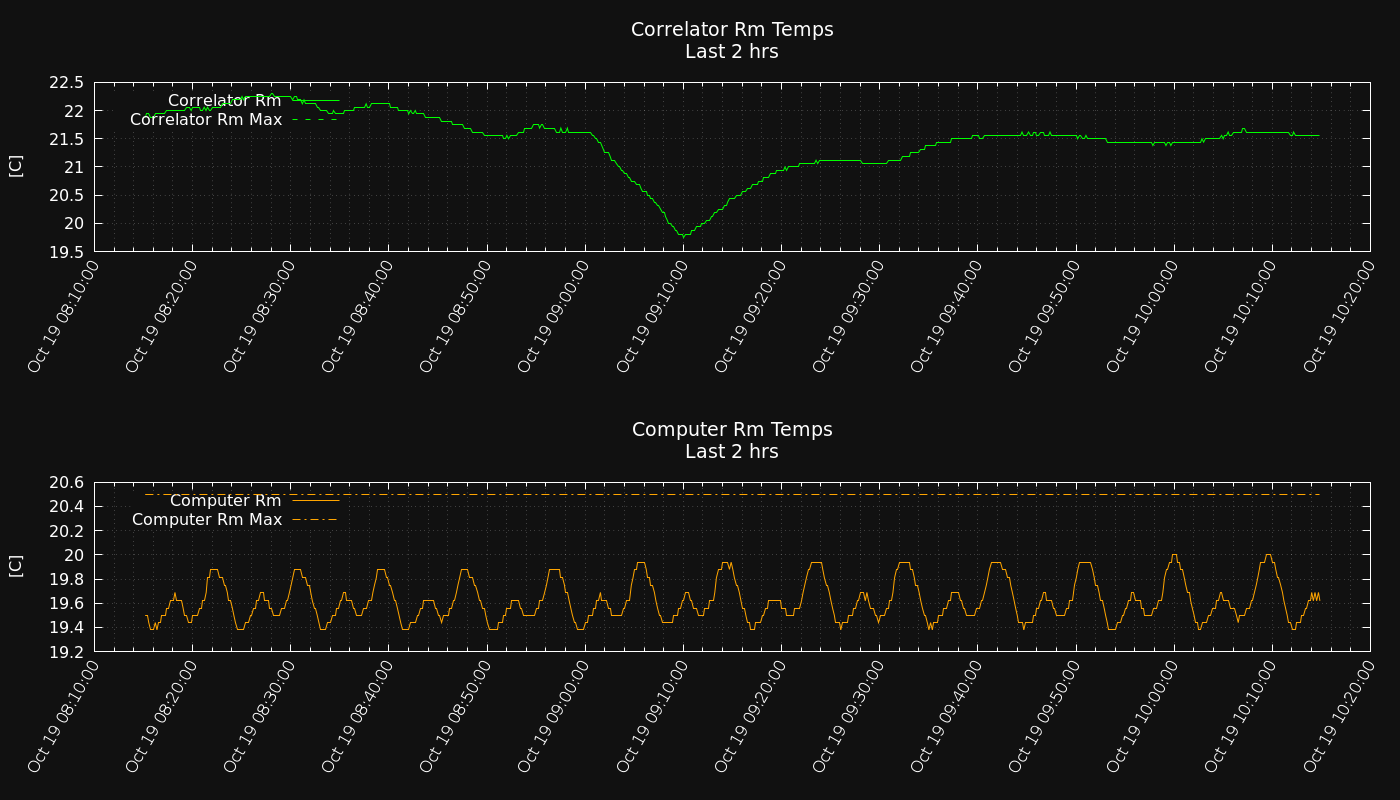 Correlator Rm Temps
Last 2 hrs
22.5
22
21.5
21
20.5
20
19.5
[C]
Correlator Rm
Correlator Rm Max
Oct 19 08:10:00
Oct 19 08:20:00
Oct 19 08:30:00
Oct 19 08:40:00
Oct 19 08:50:00
Oct 19 09:00:00
Oct 19 09:10:00
Oct 19 09:20:00
Oct 19 09:30:00
Oct 19 09:40:00
Oct 19 09:50:00
Oct 19 10:00:00
Oct 19 10:10:00
Oct 19 10:20:00
Computer Rm Temps
Last 2 hrs
20.6
20.4
20.2
20
19.8
19.6
19.4
19.2
[C]
Computer Rm
Computer Rm Max
Oct 19 08:10:00
Oct 19 08:20:00
Oct 19 08:30:00
Oct 19 08:40:00
Oct 19 08:50:00
Oct 19 09:00:00
Oct 19 09:10:00
Oct 19 09:20:00
Oct 19 09:30:00
Oct 19 09:40:00
Oct 19 09:50:00
Oct 19 10:00:00
Oct 19 10:10:00
Oct 19 10:20:00